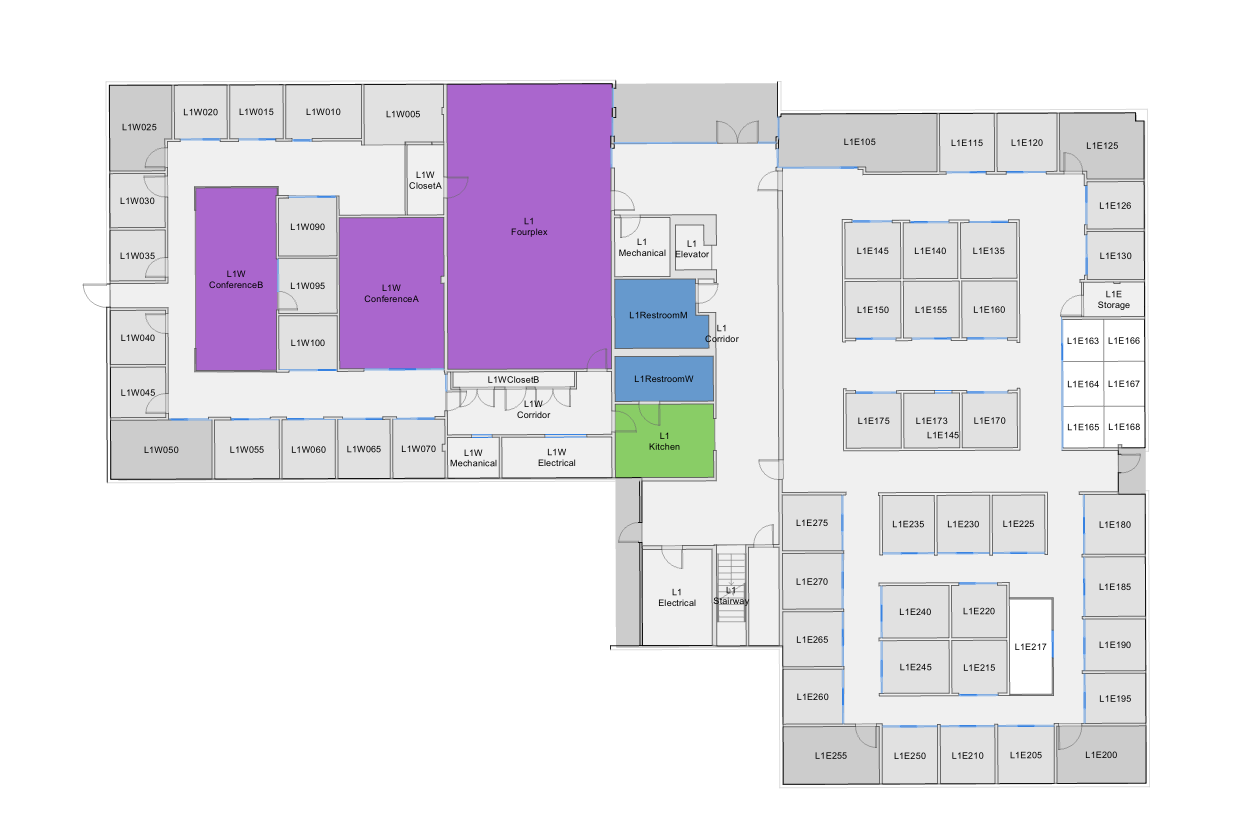 L1W020
L1W015
L1W010
L1W005
L1W025
L1E105
L1E115
L1E120
L1E125
L1W
ClosetA
L1W030
L1E126
L1
Fourplex
L1W090
L1
Mechanical
L1
Elevator
L1E145
L1E140
L1E135
L1W035
L1E130
L1W
ConferenceB
L1W095
L1W
ConferenceA
L1E
Storage
L1RestroomM
L1
Corridor
L1E150
L1E155
L1E160
L1W040
L1W100
L1E163
L1E166
L1W045
L1WClosetB
L1RestroomW
L1E164
L1E167
L1W
Corridor
L1E175
L1E173
L1E145
L1E170
L1E165
L1E168
L1W050
L1W055
L1W060
L1W065
L1W070
L1W
Mechanical
L1W
Electrical
L1
Kitchen
L1E275
L1E235
L1E230
L1E225
L1E180
L1E270
L1E185
L1
Electrical
L1
Stairway
L1E240
L1E220
L1E265
L1E217
L1E190
L1E245
L1E215
L1E260
L1E195
L1E255
L1E250
L1E210
L1E205
L1E200